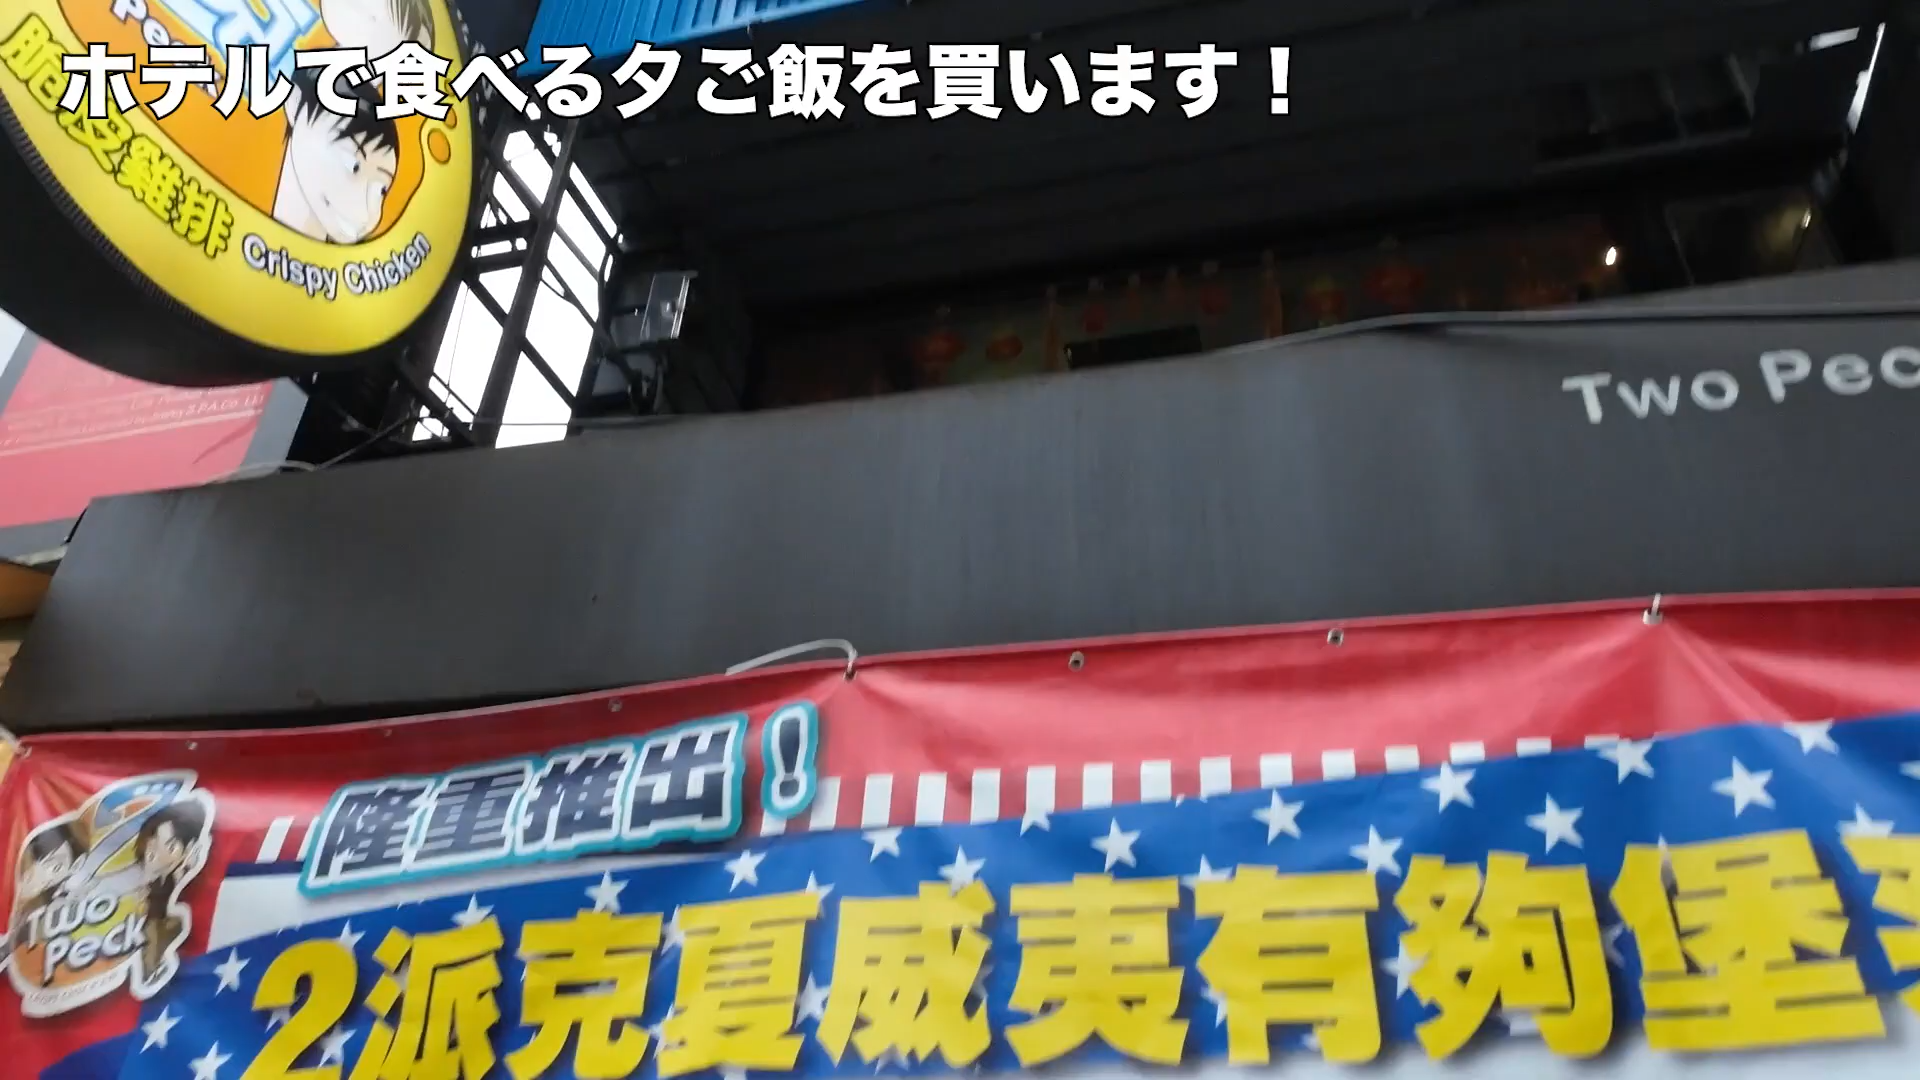 ホテルで食べる夕ご飯を買います！
脆皮雞排
Crispy Chicken
Two Pec
隆重推出！
Two
Peck
2派克夏威夷有夠堡